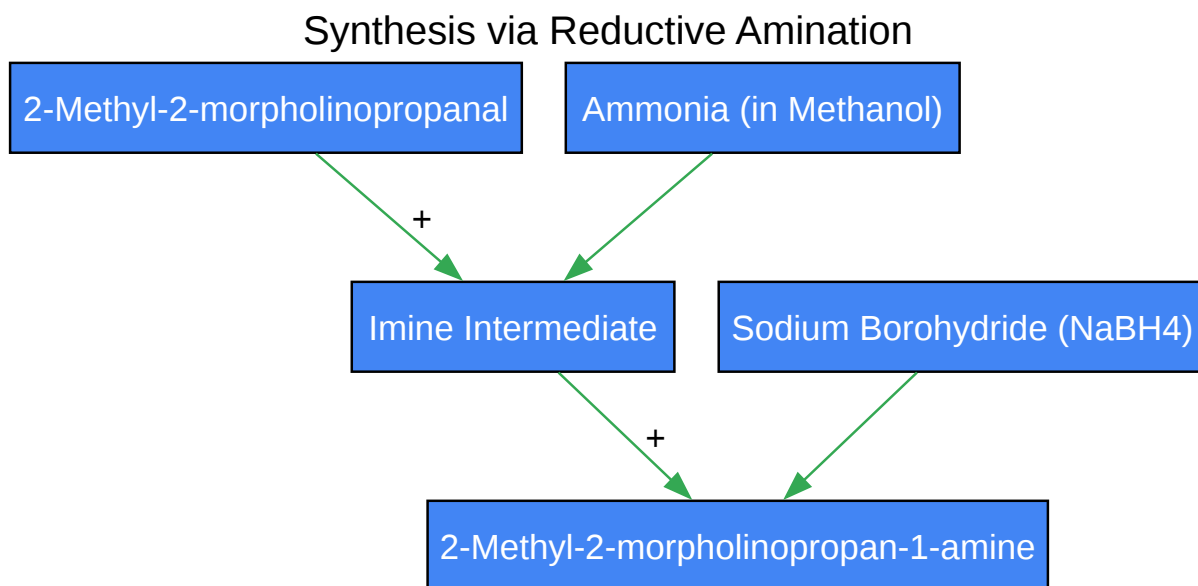 Synthesis via Reductive Amination
2-Methyl-2-morpholinopropanal
Ammonia (in Methanol)
+
Imine Intermediate
Sodium Borohydride (NaBH4)
+
2-Methyl-2-morpholinopropan-1-amine